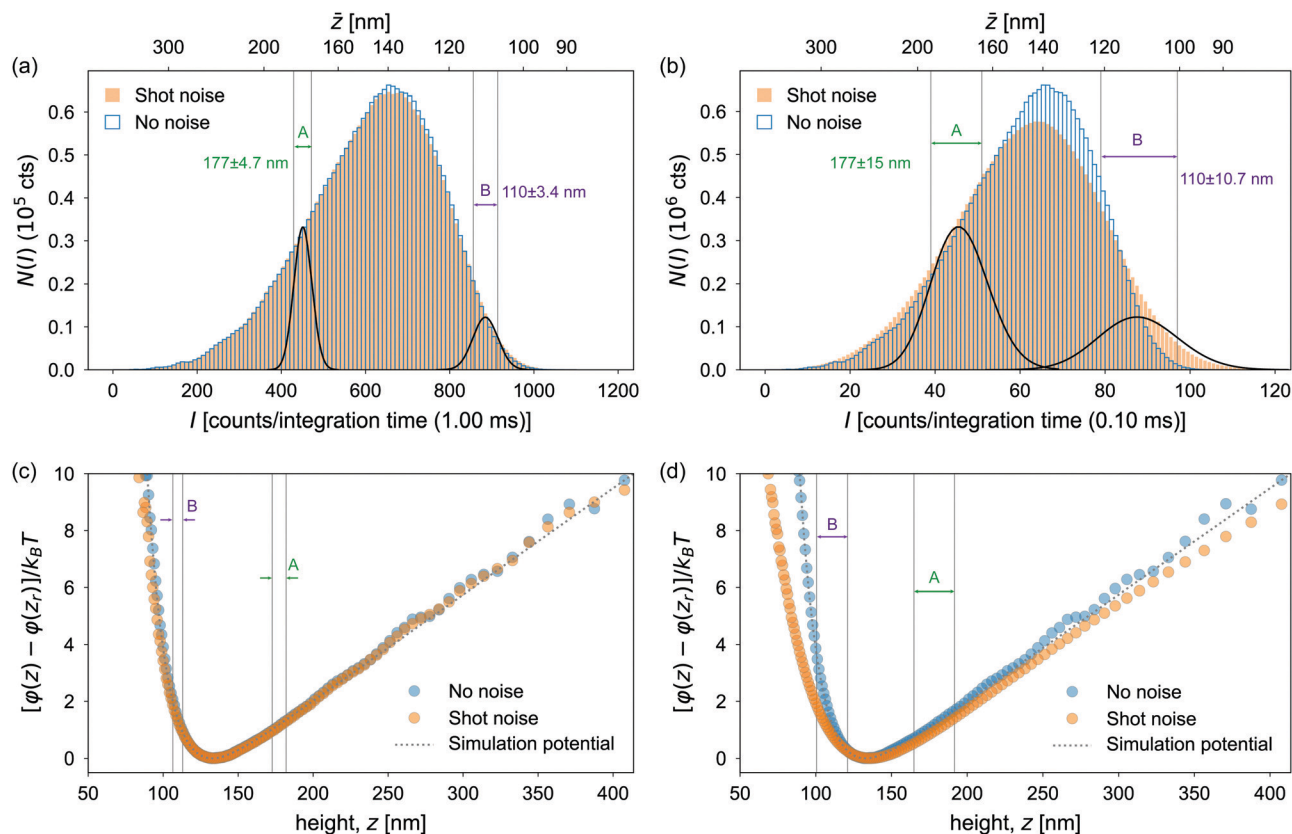 z̄ [nm]
300 200 160 140 120 100 90
(a)
Shot noise
No noise
A
177±4.7 nm
B
110±3.4 nm
N(I) (10⁵ cts)
0.6
0.5
0.4
0.3
0.2
0.1
0.0
0 200 400 600 800 1000 1200
I [counts/integration time (1.00 ms)]
z̄ [nm]
300 200 160 140 120 100 90
(b)
Shot noise
No noise
A
177±15 nm
B
110±10.7 nm
N(I) (10⁶ cts)
0.6
0.5
0.4
0.3
0.2
0.1
0.0
0 20 40 60 80 100 120
I [counts/integration time (0.10 ms)]
(c)
[φ(z) − φ(zᵣ)]/k_BT
10
8
6
4
2
0
B
A
No noise
Shot noise
Simulation potential
50 100 150 200 250 300 350 400
height, z [nm]
(d)
[φ(z) − φ(zᵣ)]/k_BT
10
8
6
4
2
0
B
A
No noise
Shot noise
Simulation potential
50 100 150 200 250 300 350 400
height, z [nm]